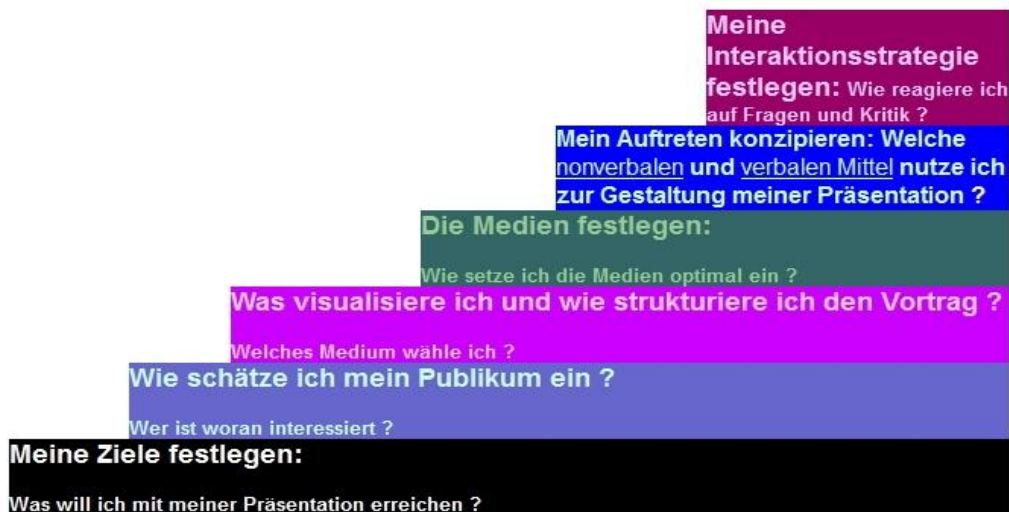 Meine
Interaktionsstrategie
festlegen: Wie reagiere ich
auf Fragen und Kritik ?
Mein Auftreten konzipieren: Welche
nonverbalen und verbalen Mittel nutze ich
zur Gestaltung meiner Präsentation ?
Die Medien festlegen:
Wie setze ich die Medien optimal ein ?
Was visualisiere ich und wie strukturiere ich den Vortrag ?
Welches Medium wähle ich ?
Wie schätze ich mein Publikum ein ?
Wer ist woran interessiert ?
Meine Ziele festlegen:
Was will ich mit meiner Präsentation erreichen ?